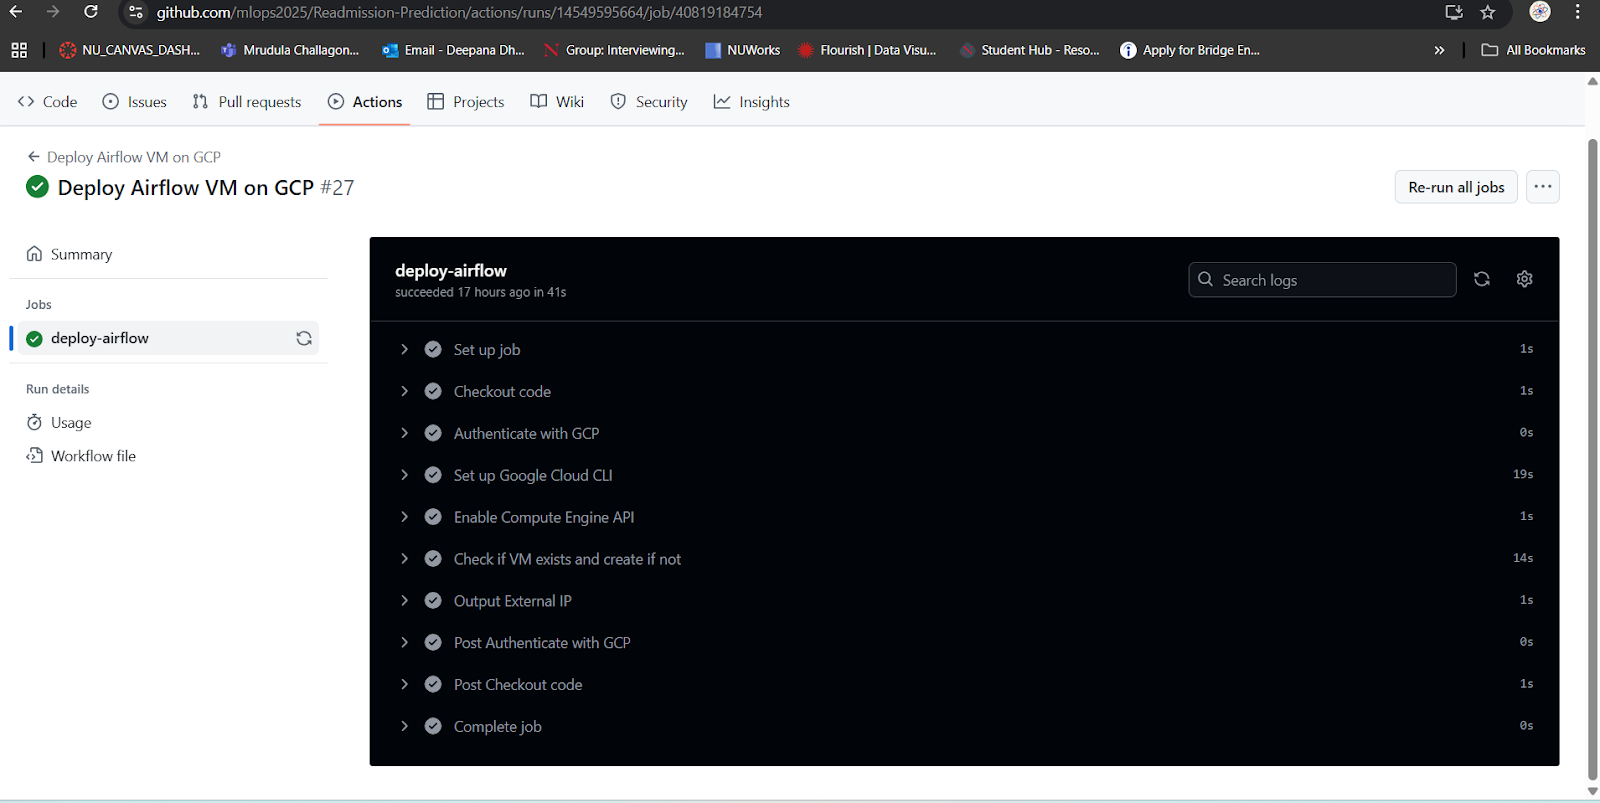 github.com/mlops2025/Readmission-Prediction/actions/runs/14549595664/job/40819184754
NU_CANVAS_DASH... Mrudula Challagon... Email - Deepana Dh... Group: Interviewing,... NUWorks Flourish | Data Visu... Student Hub - Reso... Apply for Bridge En... » All Bookmarks
Code Issues Pull requests Actions Projects Wiki Security Insights
Deploy Airflow VM on GCP
Deploy Airflow VM on GCP #27
Re-run all jobs ...
Summary
Jobs
deploy-airflow
Run details
Usage
Workflow file
deploy-airflow
succeeded 17 hours ago in 41s
Search logs
Set up job 1s
Checkout code 1s
Authenticate with GCP 0s
Set up Google Cloud CLI 19s
Enable Compute Engine API 1s
Check if VM exists and create if not 14s
Output External IP 1s
Post Authenticate with GCP 0s
Post Checkout code 1s
Complete job 0s